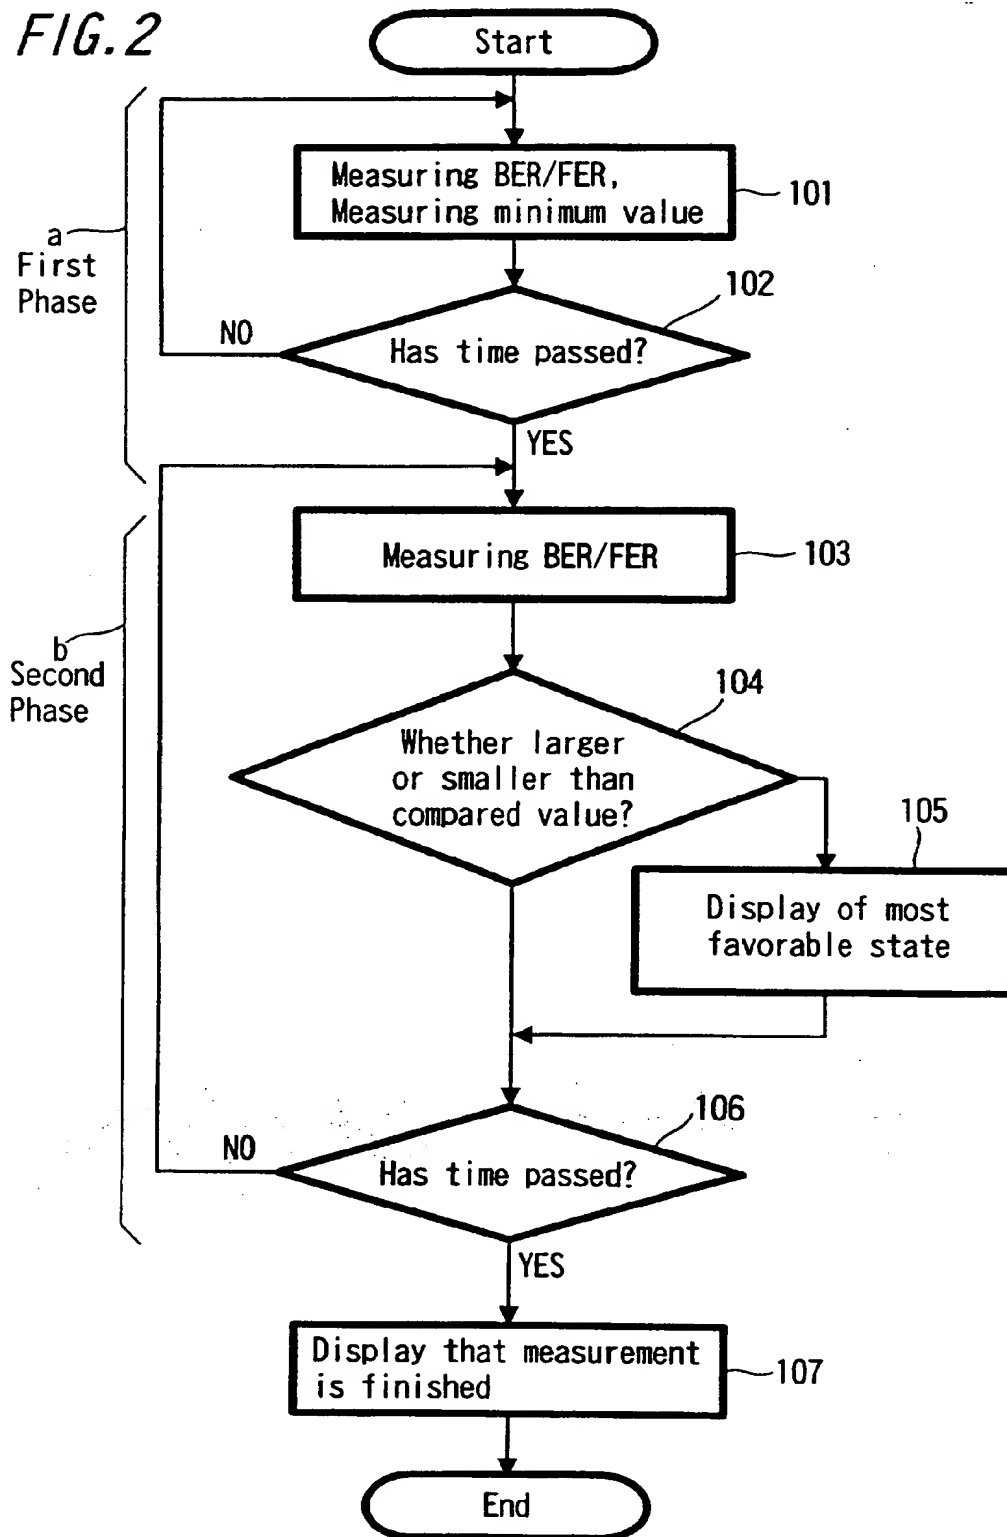 FIG. 2
Start
Measuring BER/FER,
Measuring minimum value
101
a
First
Phase
102
Has time passed?
NO
YES
Measuring BER/FER
103
b
Second
Phase
104
Whether larger
or smaller than
compared value?
105
Display of most
favorable state
106
Has time passed?
NO
YES
Display that measurement
is finished
107
End